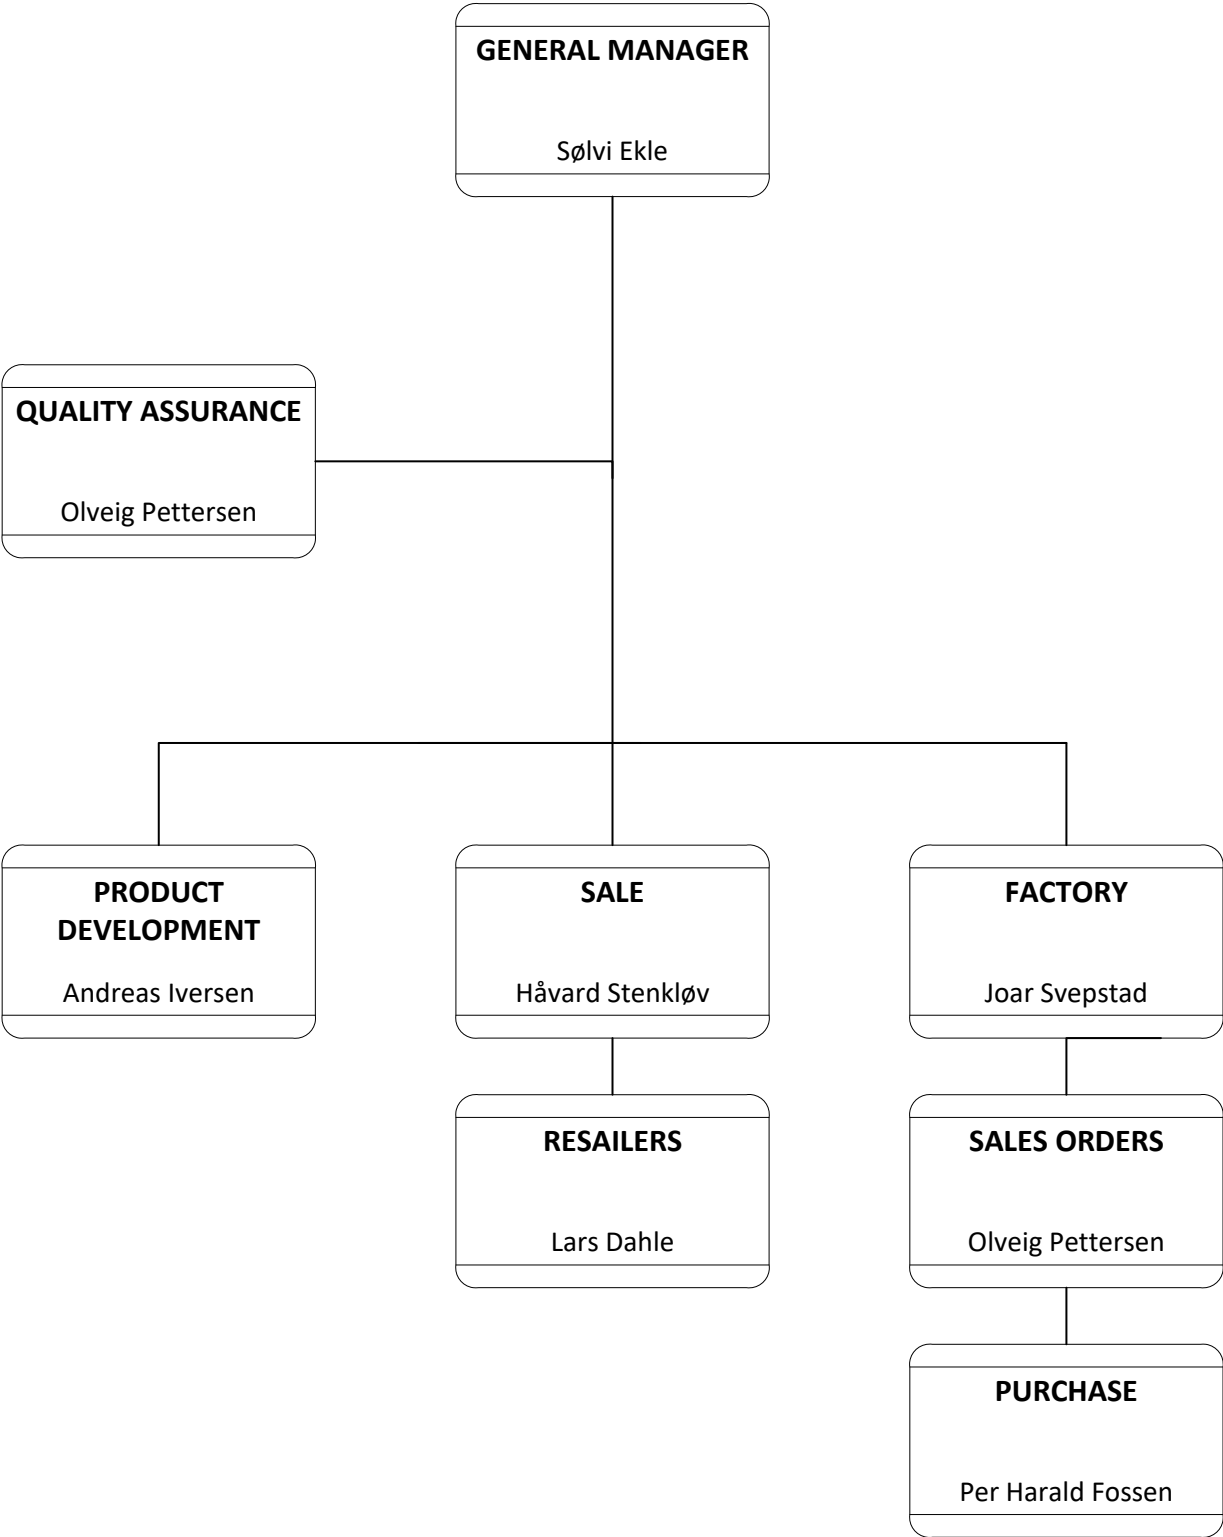 GENERAL MANAGER
Sølvi Ekle
QUALITY ASSURANCE
Olveig Pettersen
PRODUCT
DEVELOPMENT
Andreas Iversen
SALE
Håvard Stenkløv
FACTORY
Joar Svepstad
RESAILERS
Lars Dahle
SALES ORDERS
Olveig Pettersen
PURCHASE
Per Harald Fossen